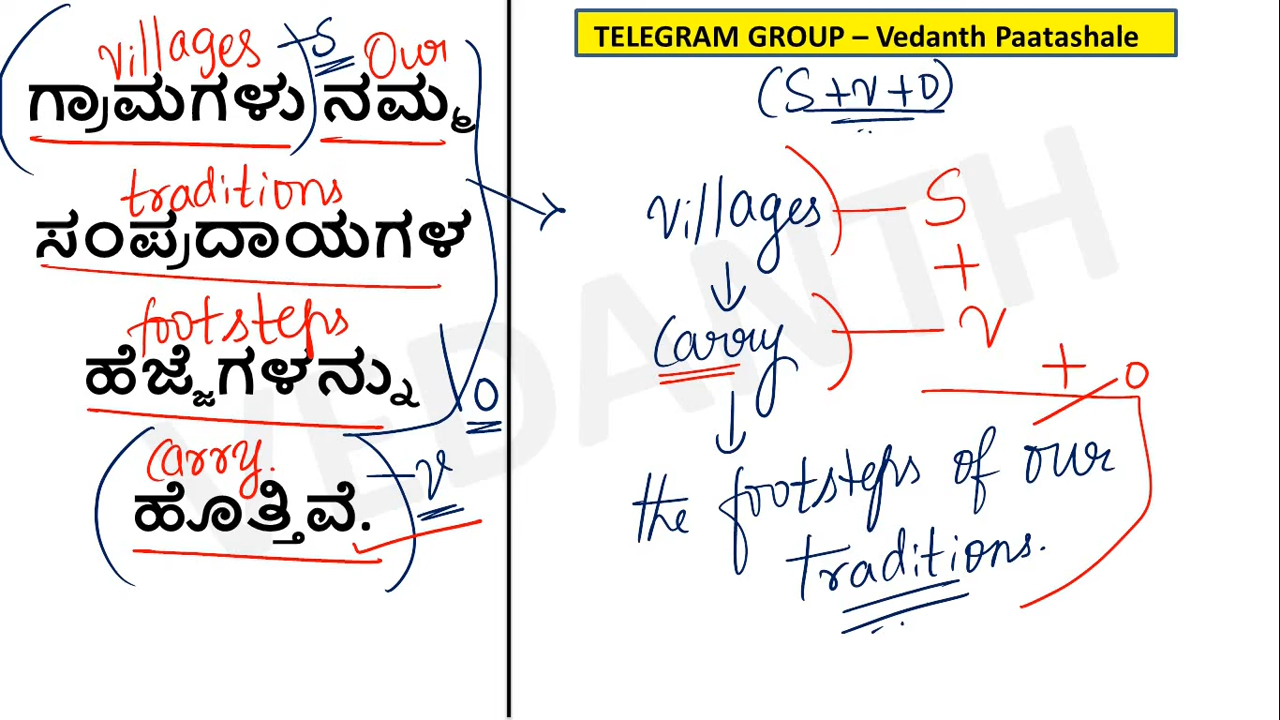 villages +S Our
ಗ್ರಾಮಗಳು ನಮ್ಮ
traditions
ಸಂಪ್ರದಾಯಗಳ
footsteps
ಹೆಜ್ಜೆಗಳನ್ನು
O
carry.
V
ಹೊತ್ತಿವೆ.
TELEGRAM GROUP – Vedanth Paatashale
(S+V+O)
villages S
+
carry V
+ O
the footsteps of our
traditions.
VEDANTH